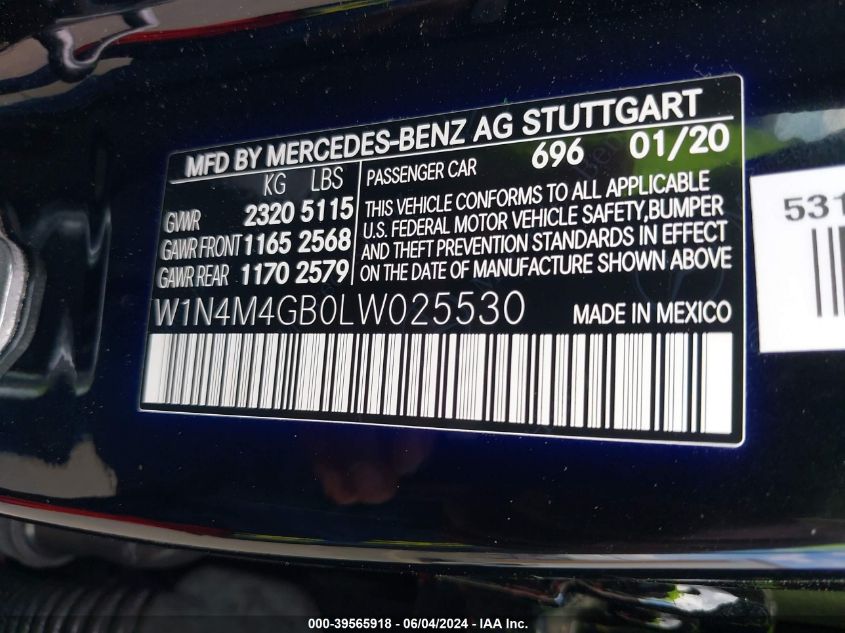 MFD BY MERCEDES-BENZ AG STUTTGART
KG LBS
GVWR 2320 5115
GAWR FRONT 1165 2568
GAWR REAR 1170 2579
PASSENGER CAR 696 01/20
THIS VEHICLE CONFORMS TO ALL APPLICABLE
U.S. FEDERAL MOTOR VEHICLE SAFETY,BUMPER
AND THEFT PREVENTION STANDARDS IN EFFECT
ON THE DATE OF MANUFACTURE SHOWN ABOVE
W1N4M4GB0LW025530 MADE IN MEXICO
531
000-39565918 - 06/04/2024 - IAA Inc.